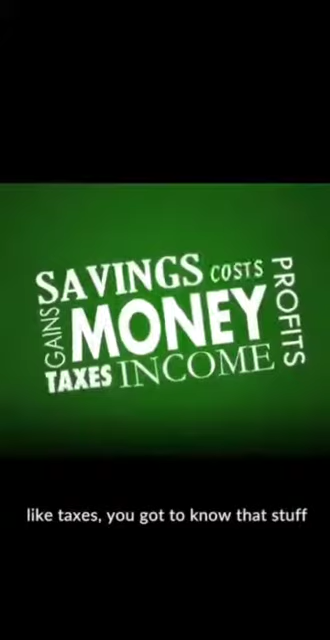 SAVINGS COSTS
GAINS MONEY PROFITS
TAXES INCOME
like taxes, you got to know that stuff